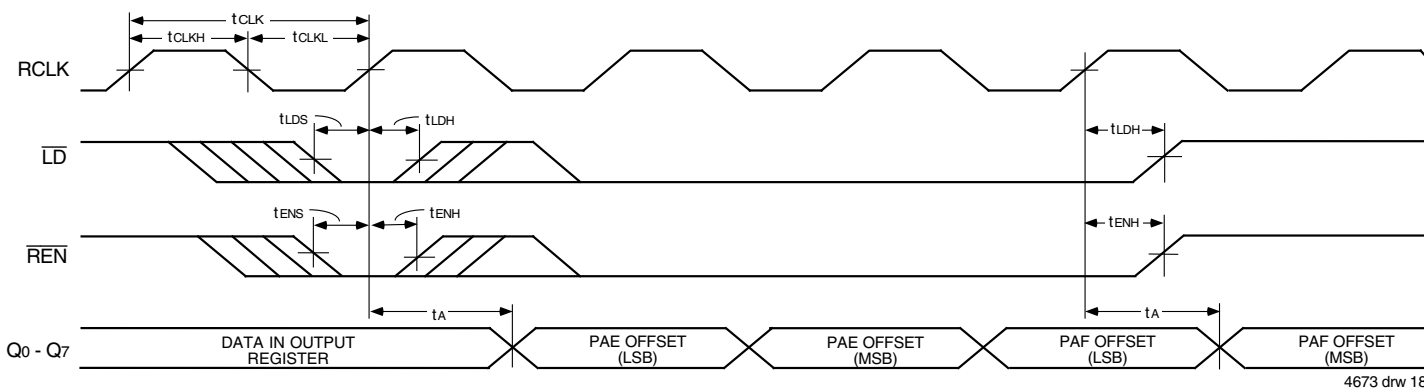 tCLK
tCLKH
tCLKL
RCLK
tLDS
tLDH
tLDH
LD
tENS
tENH
tENH
REN
tA
tA
Q0 - Q7
DATA IN OUTPUT
REGISTER
PAE OFFSET
(LSB)
PAE OFFSET
(MSB)
PAF OFFSET
(LSB)
PAF OFFSET
(MSB)
4673 drw 18